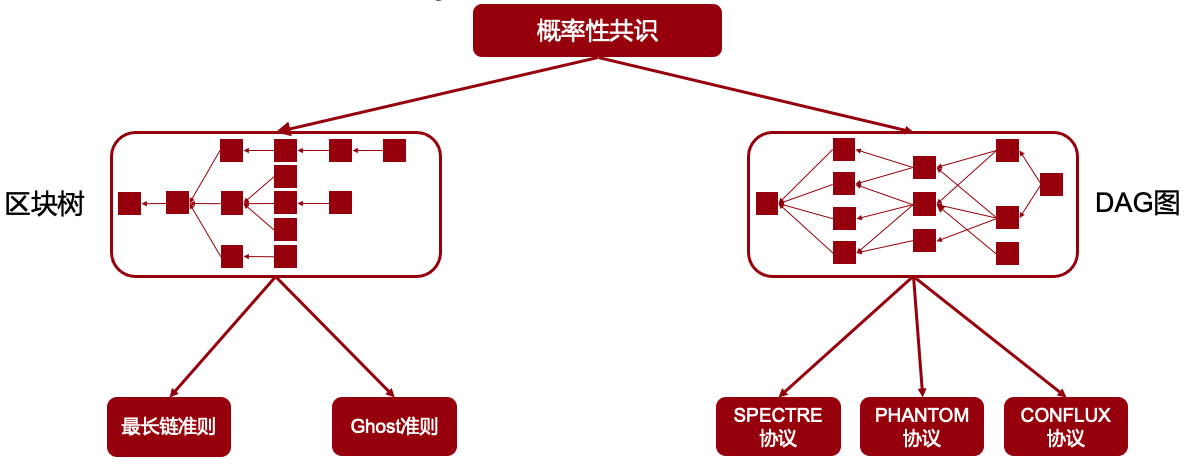 概率性共识
区块树
DAG图
最长链准则
Ghost准则
SPECTRE
协议
PHANTOM
协议
CONFLUX
协议